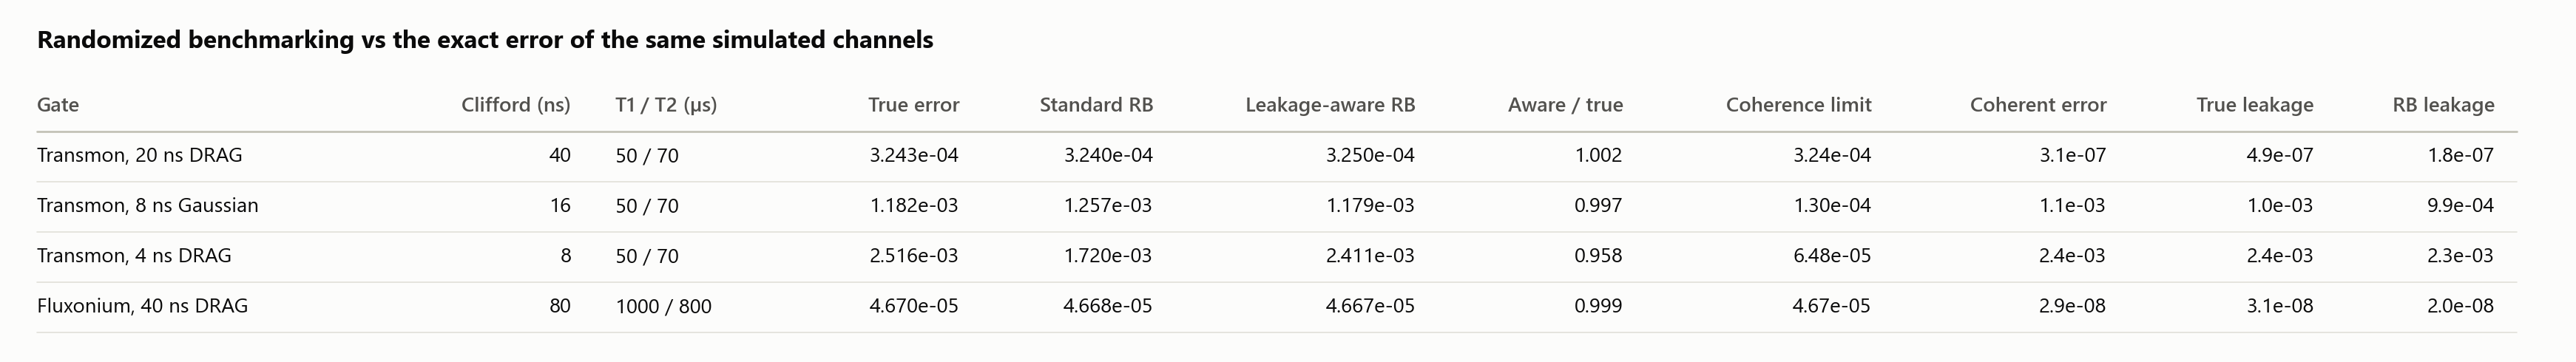 Randomized benchmarking vs the exact error of the same simulated channels
Gate Clifford (ns) T1 / T2 (µs) True error Standard RB Leakage-aware RB Aware / true Coherence limit Coherent error True leakage RB leakage
Transmon, 20 ns DRAG 40 50 / 70 3.243e-04 3.240e-04 3.250e-04 1.002 3.24e-04 3.1e-07 4.9e-07 1.8e-07
Transmon, 8 ns Gaussian 16 50 / 70 1.182e-03 1.257e-03 1.179e-03 0.997 1.30e-04 1.1e-03 1.0e-03 9.9e-04
Transmon, 4 ns DRAG 8 50 / 70 2.516e-03 1.720e-03 2.411e-03 0.958 6.48e-05 2.4e-03 2.4e-03 2.3e-03
Fluxonium, 40 ns DRAG 80 1000 / 800 4.670e-05 4.668e-05 4.667e-05 0.999 4.67e-05 2.9e-08 3.1e-08 2.0e-08